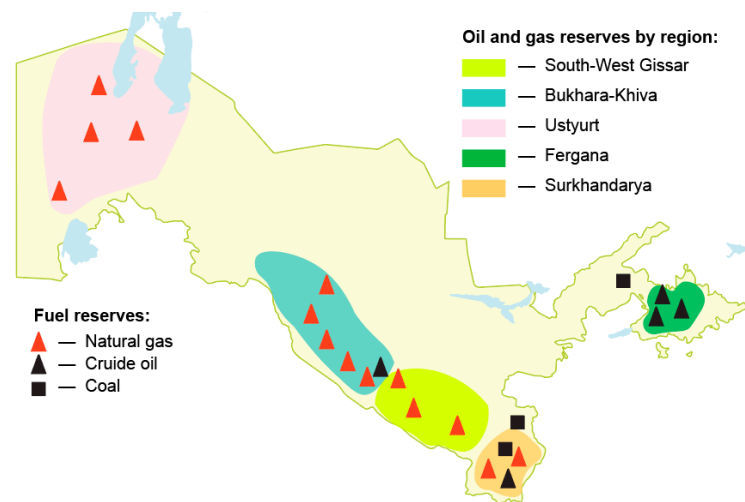 Oil and gas reserves by region:
— South-West Gissar
— Bukhara-Khiva
— Ustyurt
— Fergana
— Surkhandarya
Fuel reserves:
— Natural gas
— Cruide oil
— Coal